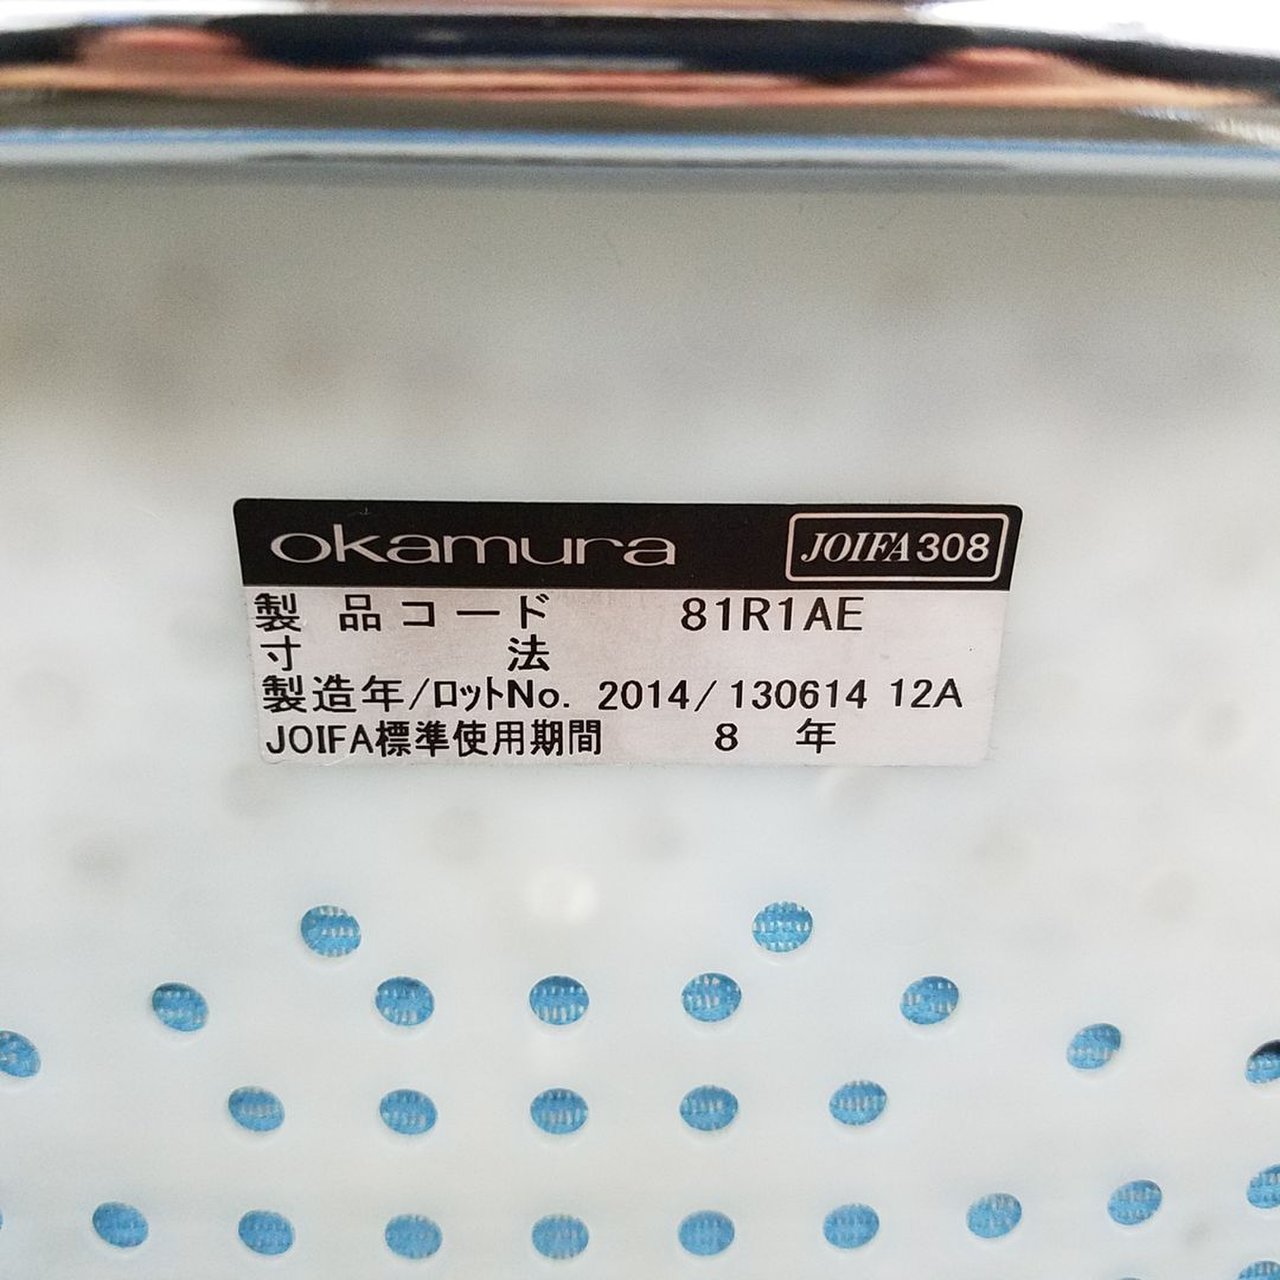 okamura JOIFA308
製品コード 81R1AE
寸法
製造年/ロットNo. 2014/130614 12A
JOIFA標準使用期間 8年